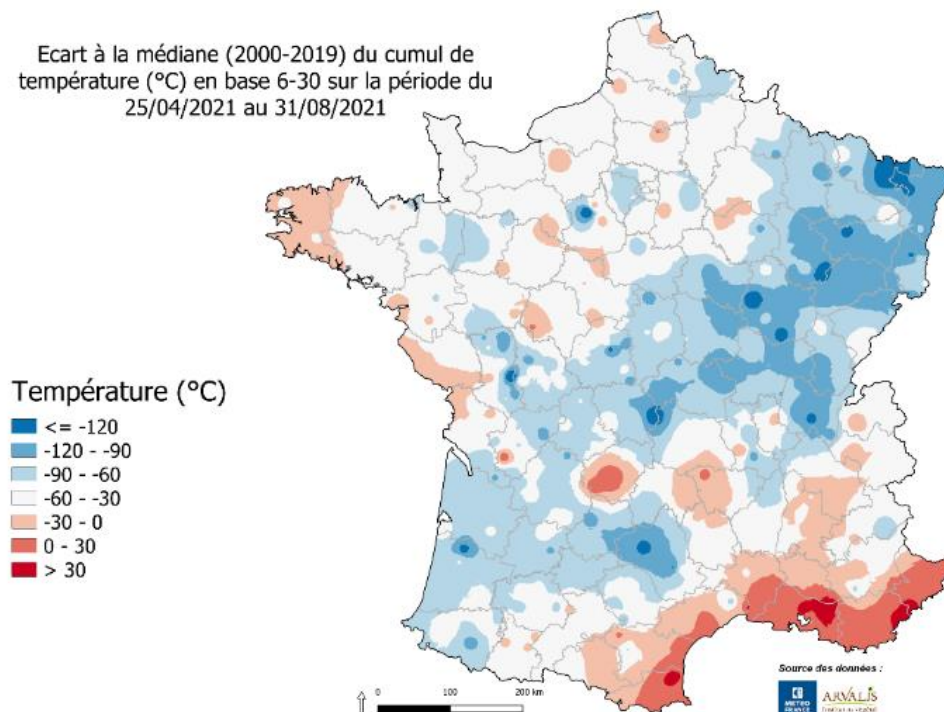 Ecart à la médiane (2000-2019) du cumul de
température (°C) en base 6-30 sur la période du
25/04/2021 au 31/08/2021
Température (°C)
<= -120
-120 - -90
-90 - -60
-60 - -30
-30 - 0
0 - 30
> 30
0 100 200 km
Source des données :
METEO
FRANCE
ARVALIS